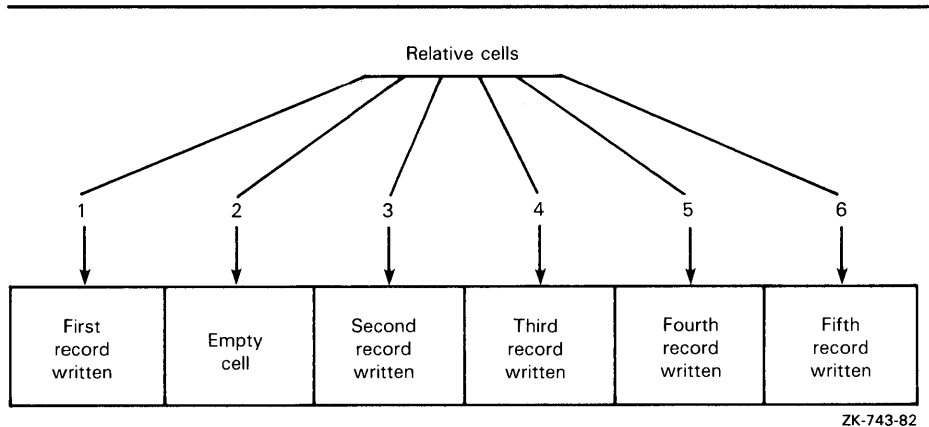 Relative cells
1 2 3 4 5 6
First record written
Empty cell
Second record written
Third record written
Fourth record written
Fifth record written
ZK-743-82